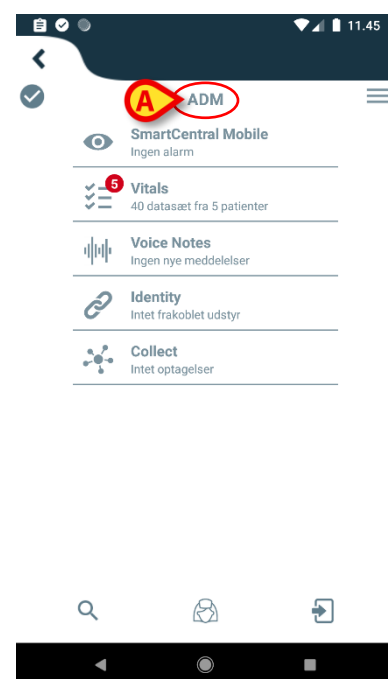 11.45
A
ADM
SmartCentral Mobile
Ingen alarm
5
Vitals
40 datasæt fra 5 patienter
Voice Notes
Ingen nye meddelelser
Identity
Intet frakoblet udstyr
Collect
Intet optagelser